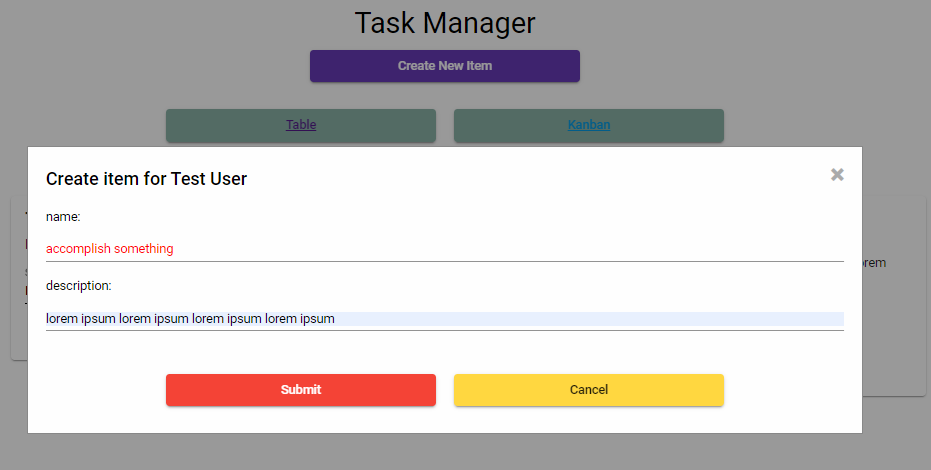 Task Manager
Create New Item
Table
Kanban
Create item for Test User
name:
accomplish something
description:
lorem ipsum lorem ipsum lorem ipsum lorem ipsum
Submit
Cancel